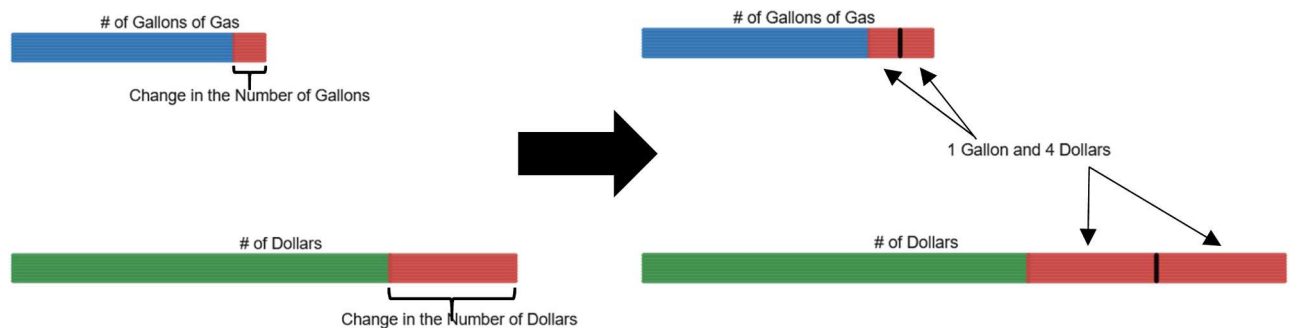 # of Gallons of Gas
Change in the Number of Gallons
# of Dollars
Change in the Number of Dollars
# of Gallons of Gas
1 Gallon and 4 Dollars
# of Dollars